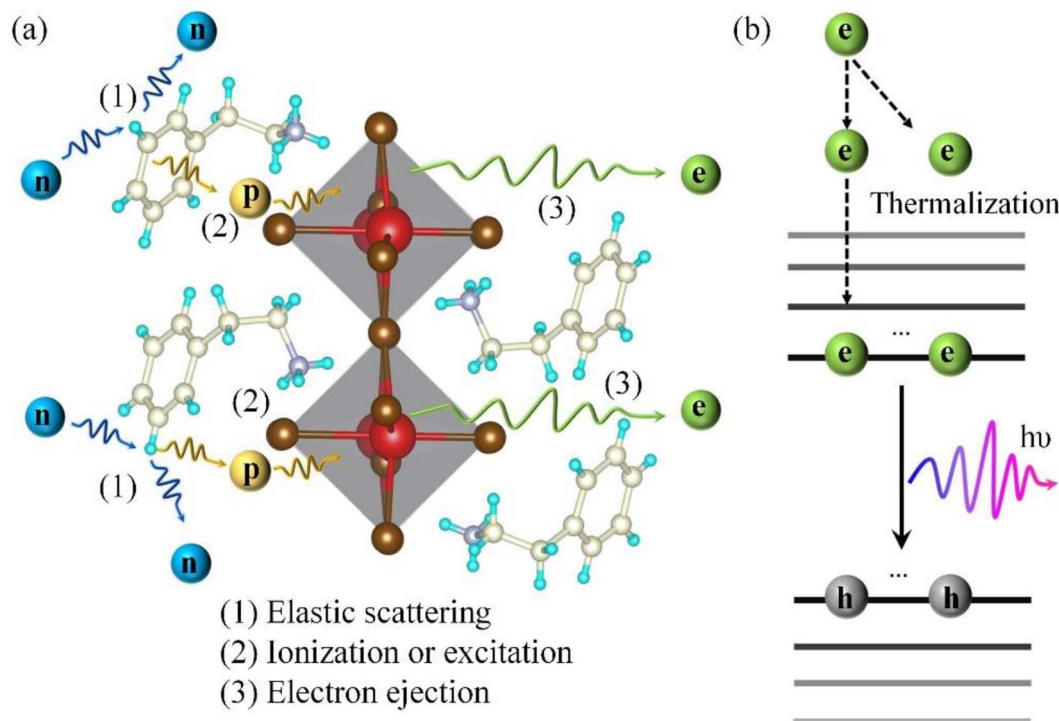 (a)
n
(1)
n
p
(2)
(3)
e
n
(2)
(3)
e
p
(1)
n
(1) Elastic scattering
(2) Ionization or excitation
(3) Electron ejection
(b)
e
e
e
Thermalization
...
e
e
hυ
...
h
h